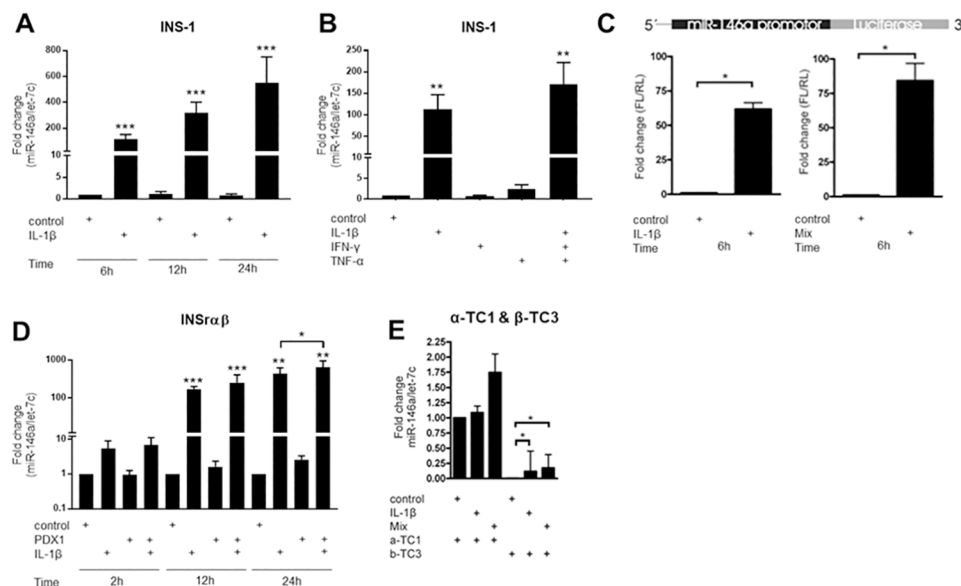 A
INS-1
Fold change
(miR-146a/let-7c)
800
600
400
200
10
5
0
***
***
***
control + + +
IL-1β + + +
Time 6h 12h 24h
B
INS-1
Fold change
(miR-146a/let-7c)
250
200
150
100
50
10
5
0
**
**
control +
IL-1β + +
IFN-γ + +
TNF-α + +
C
5´ miR-146a promotor Luciferase 3
Fold change (FL/RL)
100
75
50
25
0
*
control +
IL-1β +
Time 6h
Fold change (FL/RL)
100
75
50
25
0
*
control +
Mix +
Time 6h
D
INSrαβ
Fold change
(miR-146a/let-7c)
1000
100
10
1
0.1
***
***
**
*
**
control + + +
PDX1 + + + + + +
IL-1β + + + + + +
Time 2h 12h 24h
E
α-TC1 & β-TC3
Fold change
miR-146a/let-7c
2.25
2.00
1.75
1.50
1.25
1.00
0.75
0.50
0.25
0.00
*
*
control + +
IL-1β + +
Mix + +
a-TC1 + + +
b-TC3 + + +